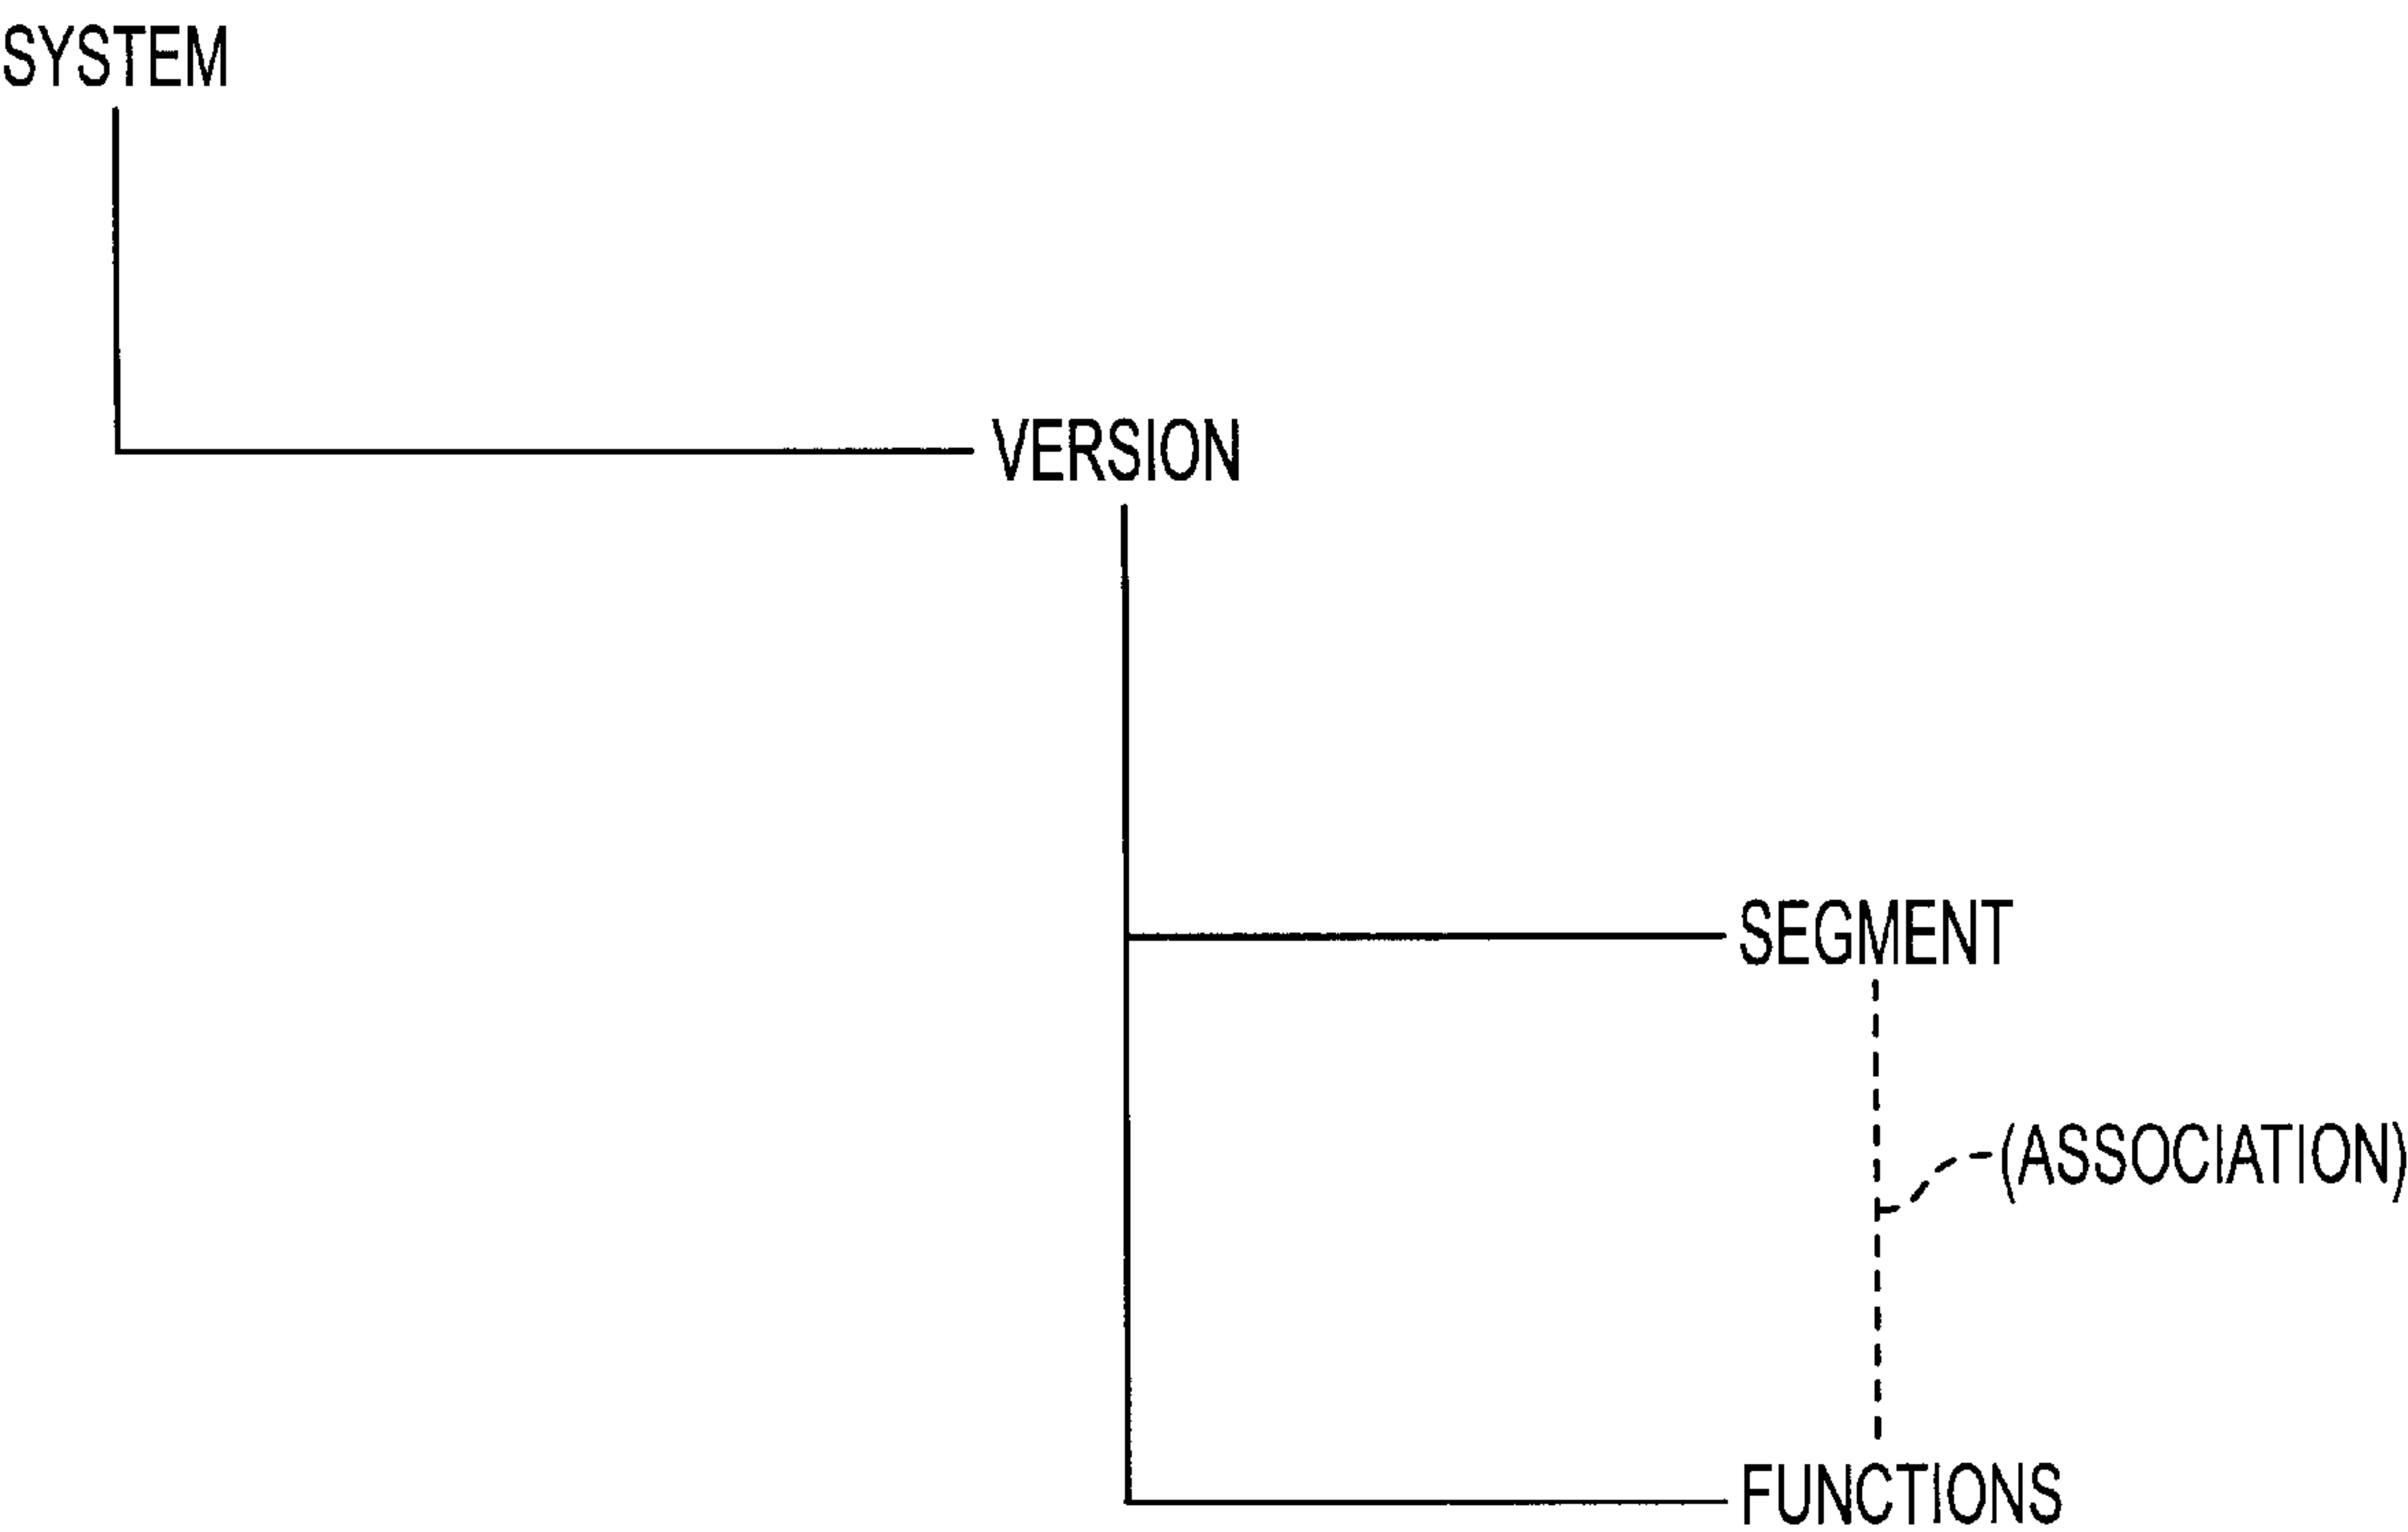 SYSTEM
VERSION
SEGMENT
(ASSOCIATION)
FUNCTIONS